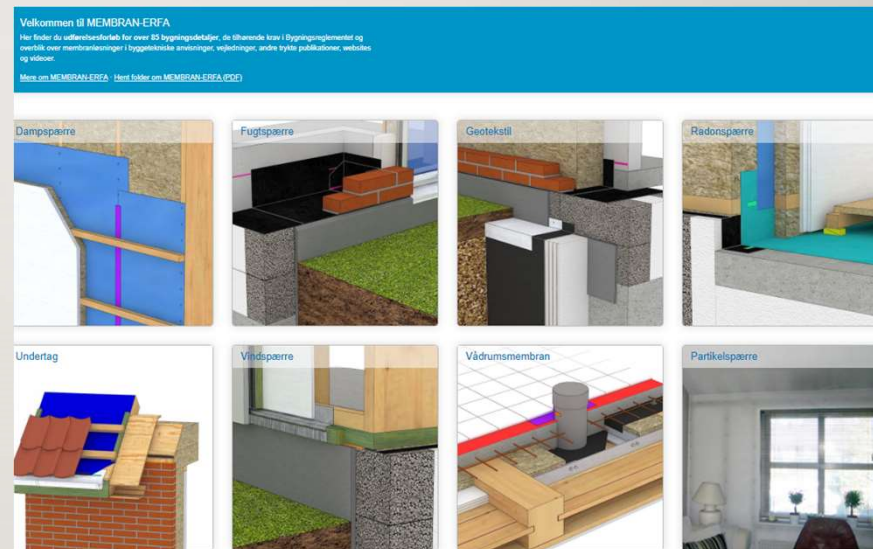 Velkommen til MEMBRAN-ERFA
Her finder du udførelsesforløb for over 85 bygningsdetaljer, de tilhørende krav i Bygningsreglementet og
overblik over membranløsninger i byggetekniske anvisninger, vejledninger, andre trykte publikationer, websites
og videoer.
Mere om MEMBRAN-ERFA · Hent folder om MEMBRAN-ERFA (PDF)
Dampspærre
Fugtspærre
Geotekstil
Radonspærre
Undertag
Vindspærre
Vådrumsmembran
Partikelspærre